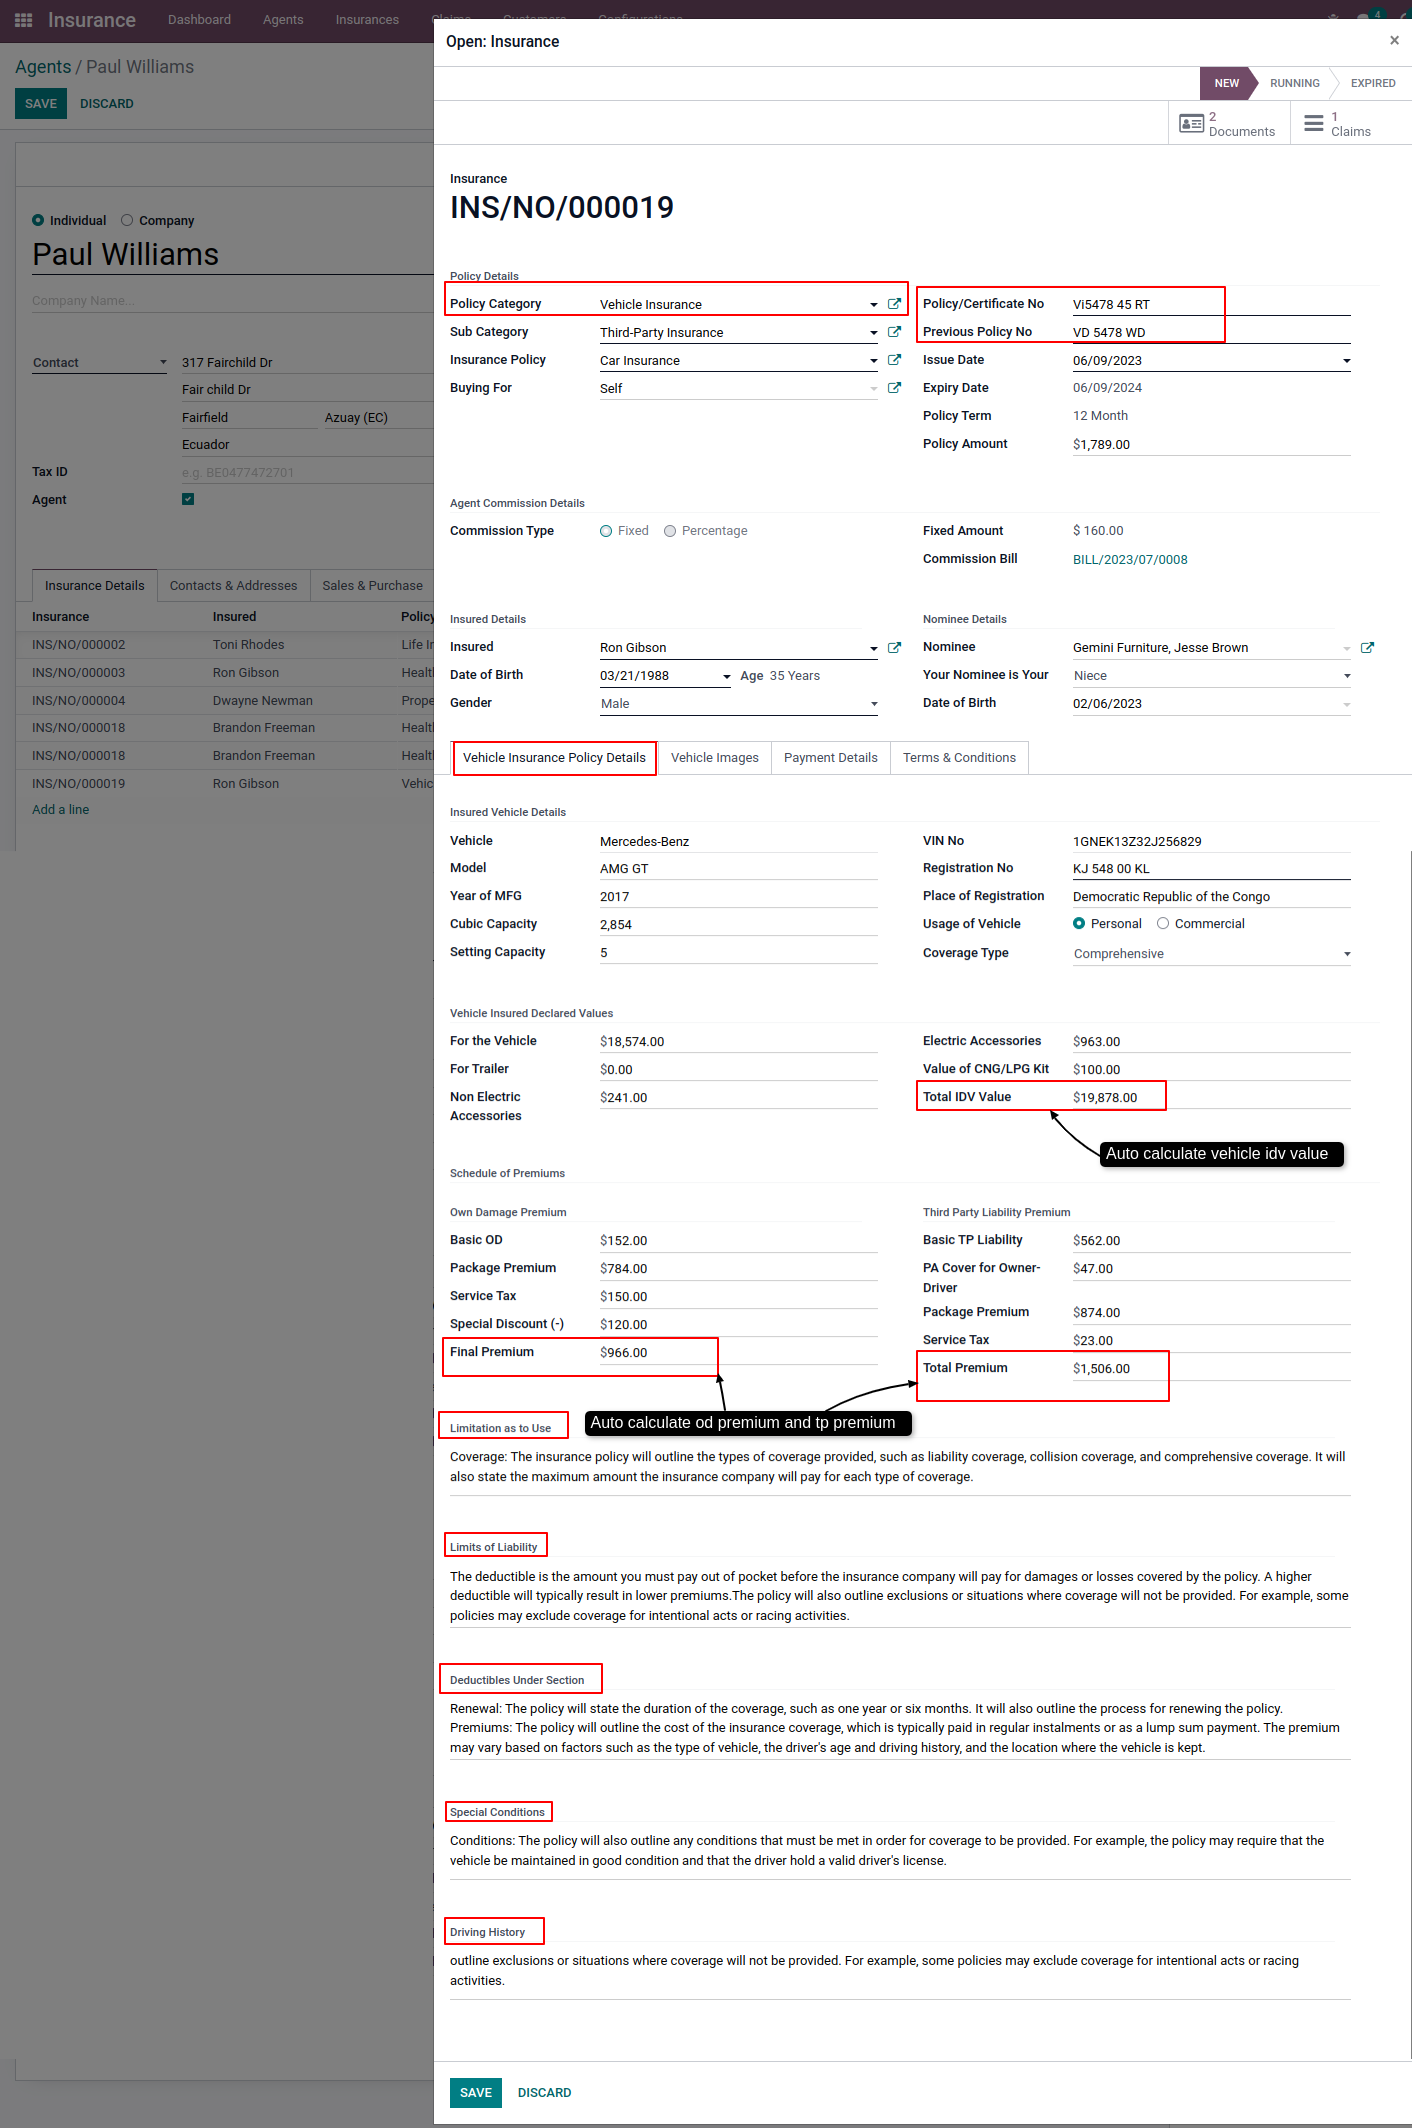 Insurance Dashboard Agents Insurances Claims Customers Configurations 4
Agents / Paul Williams
SAVE DISCARD
Individual Company
Paul Williams
Company Name...
Contact 317 Fairchild Dr
Fair child Dr
Fairfield Azuay (EC)
Ecuador
Tax ID e.g. BE0477472701
Agent
Insurance Details Contacts & Addresses Sales & Purchase
Insurance Insured Policy
INS/NO/000002 Toni Rhodes Life I
INS/NO/000003 Ron Gibson Healt
INS/NO/000004 Dwayne Newman Prope
INS/NO/000018 Brandon Freeman Healt
INS/NO/000018 Brandon Freeman Healt
INS/NO/000019 Ron Gibson Vehic
Add a line
Open: Insurance ×
NEW RUNNING EXPIRED
2 Documents 1 Claims
Insurance
INS/NO/000019
Policy Details
Policy Category Vehicle Insurance Policy/Certificate No Vi5478 45 RT
Sub Category Third-Party Insurance Previous Policy No VD 5478 WD
Insurance Policy Car Insurance Issue Date 06/09/2023
Buying For Self Expiry Date 06/09/2024
Policy Term 12 Month
Policy Amount $1,789.00
Agent Commission Details
Commission Type Fixed Percentage Fixed Amount $ 160.00
Commission Bill BILL/2023/07/0008
Insured Details Nominee Details
Insured Ron Gibson Nominee Gemini Furniture, Jesse Brown
Date of Birth 03/21/1988 Age 35 Years Your Nominee is Your Niece
Gender Male Date of Birth 02/06/2023
Vehicle Insurance Policy Details Vehicle Images Payment Details Terms & Conditions
Insured Vehicle Details
Vehicle Mercedes-Benz VIN No 1GNEK13Z32J256829
Model AMG GT Registration No KJ 548 00 KL
Year of MFG 2017 Place of Registration Democratic Republic of the Congo
Cubic Capacity 2,854 Usage of Vehicle Personal Commercial
Setting Capacity 5 Coverage Type Comprehensive
Vehicle Insured Declared Values
For the Vehicle $18,574.00 Electric Accessories $963.00
For Trailer $0.00 Value of CNG/LPG Kit $100.00
Non Electric Accessories $241.00 Total IDV Value $19,878.00
Auto calculate vehicle idv value
Schedule of Premiums
Own Damage Premium Third Party Liability Premium
Basic OD $152.00 Basic TP Liability $562.00
Package Premium $784.00 PA Cover for Owner-Driver $47.00
Service Tax $150.00 Package Premium $874.00
Special Discount (-) $120.00 Service Tax $23.00
Final Premium $966.00 Total Premium $1,506.00
Auto calculate od premium and tp premium
Limitation as to Use
Coverage: The insurance policy will outline the types of coverage provided, such as liability coverage, collision coverage, and comprehensive coverage. It will
also state the maximum amount the insurance company will pay for each type of coverage.
Limits of Liability
The deductible is the amount you must pay out of pocket before the insurance company will pay for damages or losses covered by the policy. A higher
deductible will typically result in lower premiums.The policy will also outline exclusions or situations where coverage will not be provided. For example, some
policies may exclude coverage for intentional acts or racing activities.
Deductibles Under Section
Renewal: The policy will state the duration of the coverage, such as one year or six months. It will also outline the process for renewing the policy.
Premiums: The policy will outline the cost of the insurance coverage, which is typically paid in regular instalments or as a lump sum payment. The premium
may vary based on factors such as the type of vehicle, the driver's age and driving history, and the location where the vehicle is kept.
Special Conditions
Conditions: The policy will also outline any conditions that must be met in order for coverage to be provided. For example, the policy may require that the
vehicle be maintained in good condition and that the driver hold a valid driver's license.
Driving History
outline exclusions or situations where coverage will not be provided. For example, some policies may exclude coverage for intentional acts or racing
activities.
SAVE DISCARD